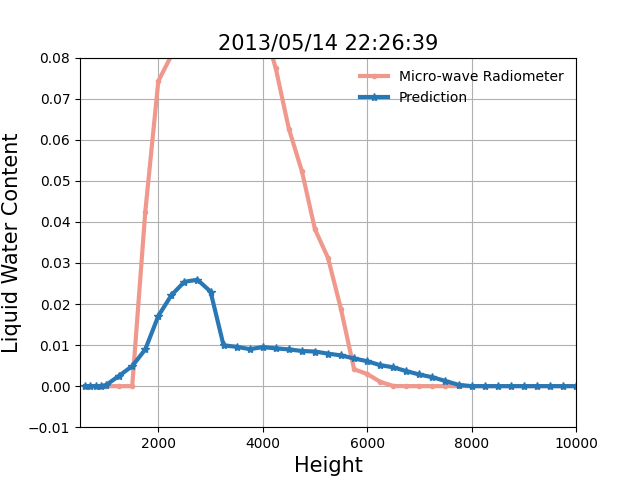 2013/05/14 22:26:39
Micro-wave Radiometer
Prediction
Liquid Water Content
0.08
0.07
0.06
0.05
0.04
0.03
0.02
0.01
0.00
−0.01
2000 4000 6000 8000 10000
Height